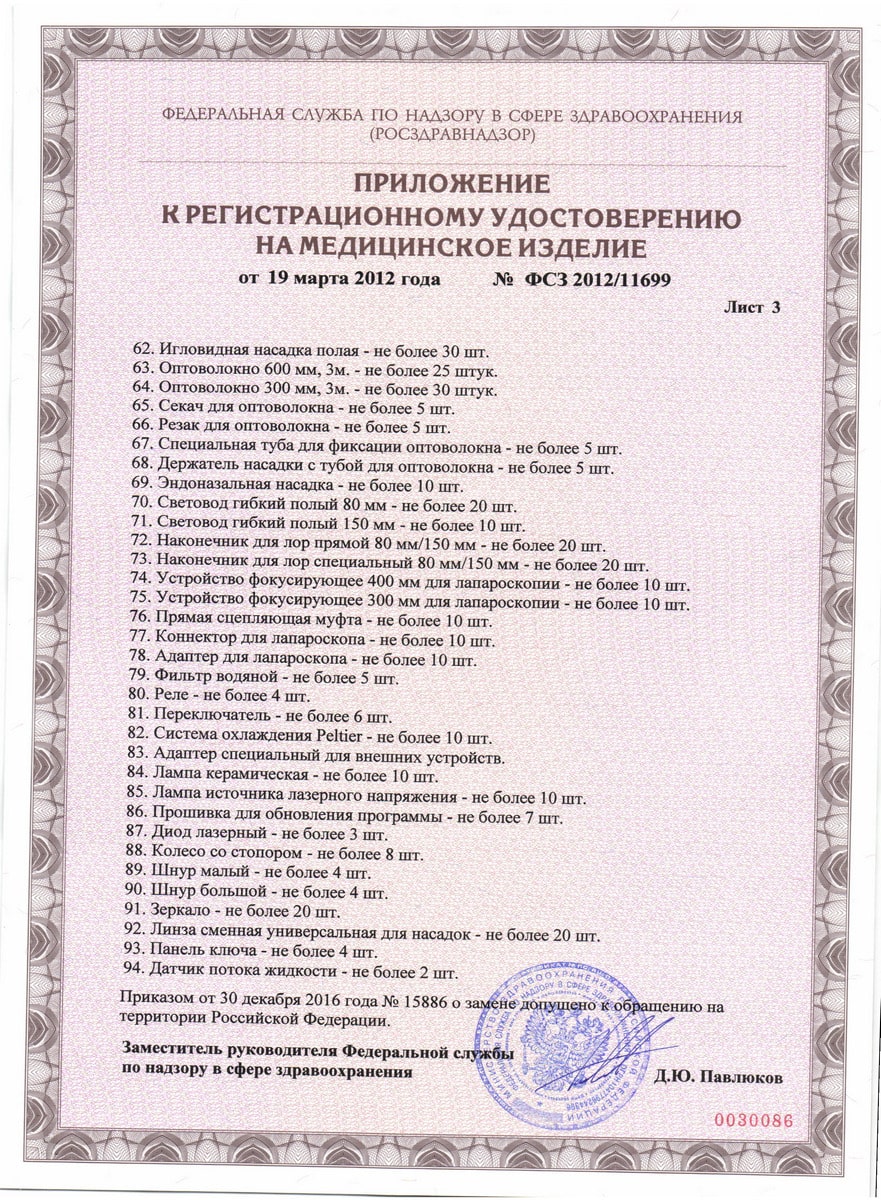 ФЕДЕРАЛЬНАЯ СЛУЖБА ПО НАДЗОРУ В СФЕРЕ ЗДРАВООХРАНЕНИЯ
(РОСЗДРАВНАДЗОР)
ПРИЛОЖЕНИЕ
К РЕГИСТРАЦИОННОМУ УДОСТОВЕРЕНИЮ
НА МЕДИЦИНСКОЕ ИЗДЕЛИЕ
от 19 марта 2012 года № ФСЗ 2012/11699
Лист 3
62. Игловидная насадка полая - не более 30 шт.
63. Оптоволокно 600 мм, 3м. - не более 25 штук.
64. Оптоволокно 300 мм, 3м. - не более 30 штук.
65. Секач для оптоволокна - не более 5 шт.
66. Резак для оптоволокна - не более 5 шт.
67. Специальная туба для фиксации оптоволокна - не более 5 шт.
68. Держатель насадки с тубой для оптоволокна - не более 5 шт.
69. Эндоназальная насадка - не более 10 шт.
70. Световод гибкий полый 80 мм - не более 20 шт.
71. Световод гибкий полый 150 мм - не более 10 шт.
72. Наконечник для лор прямой 80 мм/150 мм - не более 20 шт.
73. Наконечник для лор специальный 80 мм/150 мм - не более 20 шт.
74. Устройство фокусирующее 400 мм для лапароскопии - не более 10 шт.
75. Устройство фокусирующее 300 мм для лапароскопии - не более 10 шт.
76. Прямая сцепляющая муфта - не более 10 шт.
77. Коннектор для лапароскопа - не более 10 шт.
78. Адаптер для лапароскопа - не более 10 шт.
79. Фильтр водяной - не более 5 шт.
80. Реле - не более 4 шт.
81. Переключатель - не более 6 шт.
82. Система охлаждения Peltier - не более 10 шт.
83. Адаптер специальный для внешних устройств.
84. Лампа керамическая - не более 10 шт.
85. Лампа источника лазерного напряжения - не более 10 шт.
86. Прошивка для обновления программы - не более 7 шт.
87. Диод лазерный - не более 3 шт.
88. Колесо со стопором - не более 8 шт.
89. Шнур малый - не более 4 шт.
90. Шнур большой - не более 4 шт.
91. Зеркало - не более 20 шт.
92. Линза сменная универсальная для насадок - не более 20 шт.
93. Панель ключа - не более 4 шт.
94. Датчик потока жидкости - не более 2 шт.
Приказом от 30 декабря 2016 года № 15886 о замене допущено к обращению на
территории Российской Федерации.
Заместитель руководителя Федеральной службы
по надзору в сфере здравоохранения
Д.Ю. Павлюков
0030086